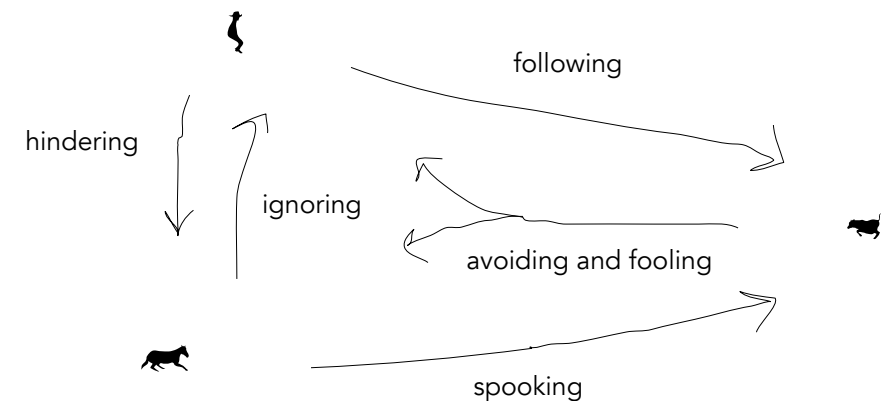 following
hindering
ignoring
avoiding and fooling
spooking